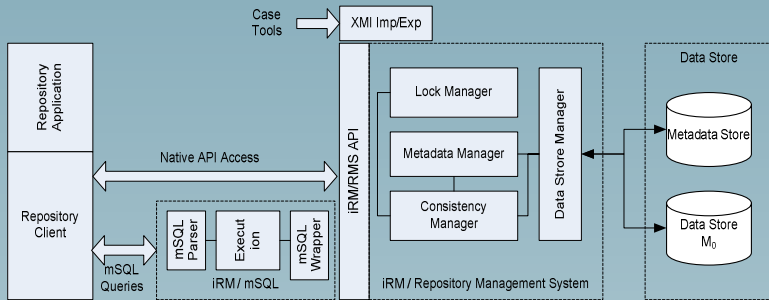 Case
Tools
XMI Imp/Exp
Repository
Application
Repository
Client
Native API Access
mSQL
Queries
mSQL
Parser
Execut
ion
mSQL
Wrapper
iRM / mSQL
iRM/RMS API
Lock Manager
Metadata Manager
Consistency
Manager
Data Strore Manager
iRM / Repository Management System
Data Store
Metadata Store
Data Store
M0